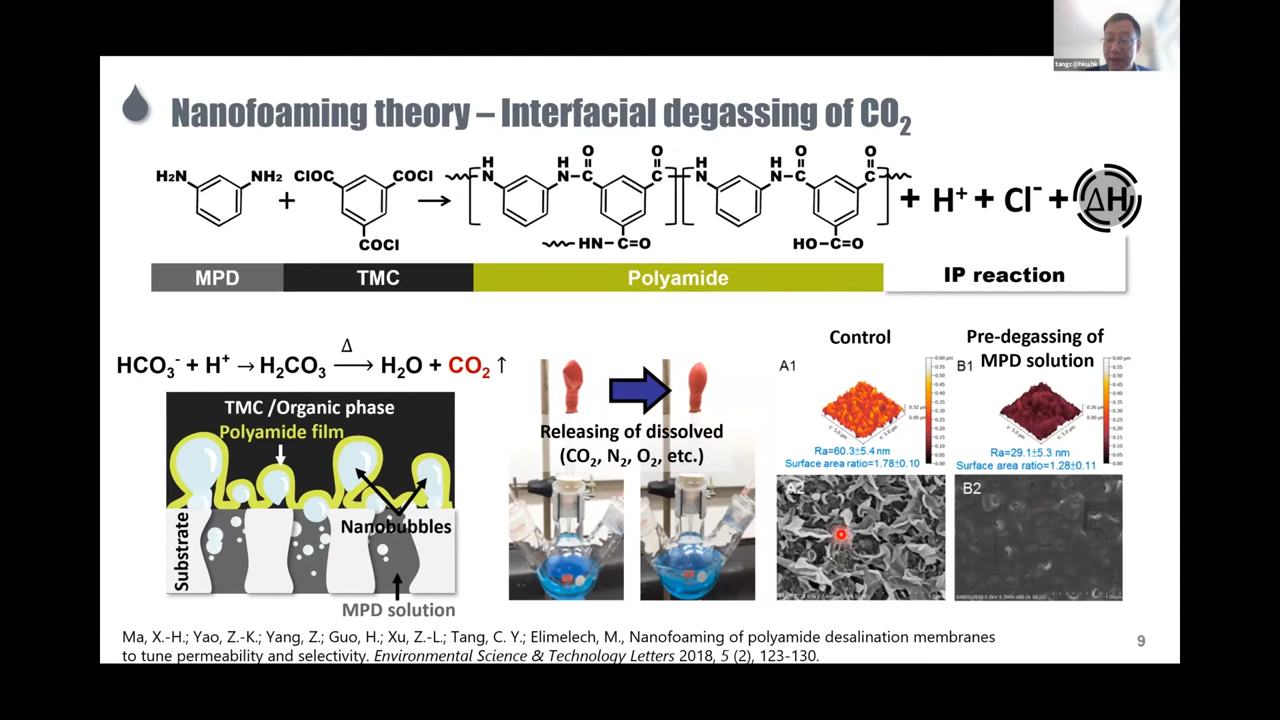 tangc@hku.hk
Nanofoaming theory – Interfacial degassing of CO₂
H₂N
NH₂
+
ClOC
COCl
COCl
H
N
H
N
O
C
O
C
HN–C=O
H
N
H
N
O
C
O
C
HO–C=O
+ H⁺ + Cl⁻ + ΔH
MPD
TMC
Polyamide
IP reaction
HCO₃⁻ + H⁺ → H₂CO₃ Δ→ H₂O + CO₂ ↑
TMC /Organic phase
Polyamide film
Substrate
Nanobubbles
MPD solution
Releasing of dissolved
(CO₂, N₂, O₂, etc.)
Control
A1
Ra=60.3±5.4 nm
Surface area ratio=1.78±0.10
A2
Pre-degassing of
MPD solution
B1
Ra=29.1±5.3 nm
Surface area ratio=1.28±0.11
B2
Ma, X.-H.; Yao, Z.-K.; Yang, Z.; Guo, H.; Xu, Z.-L.; Tang, C. Y.; Elimelech, M., Nanofoaming of polyamide desalination membranes
to tune permeability and selectivity. Environmental Science & Technology Letters 2018, 5 (2), 123-130.
9